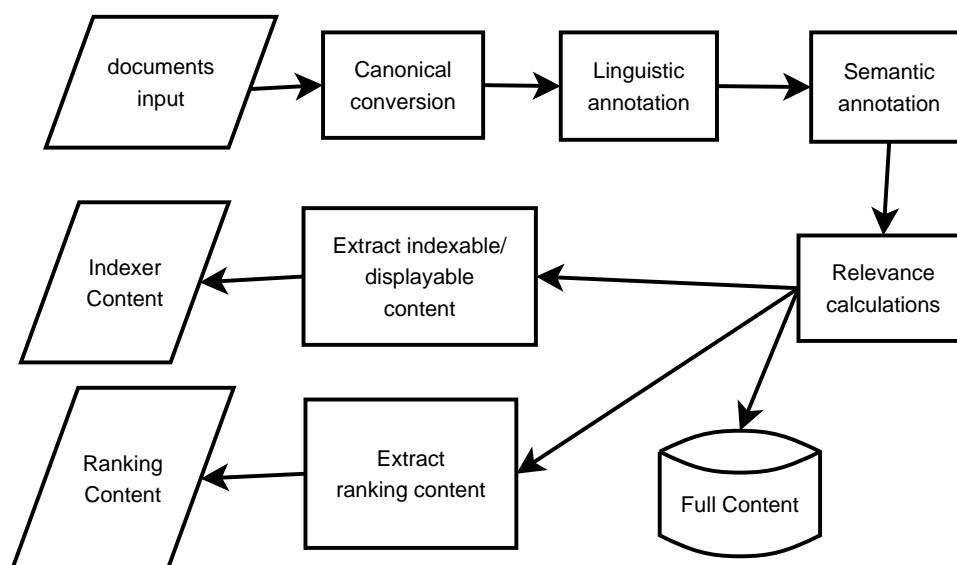 documents
input
Canonical
conversion
Linguistic
annotation
Semantic
annotation
Indexer
Content
Extract indexable/
displayable
content
Relevance
calculations
Ranking
Content
Extract
ranking content
Full Content